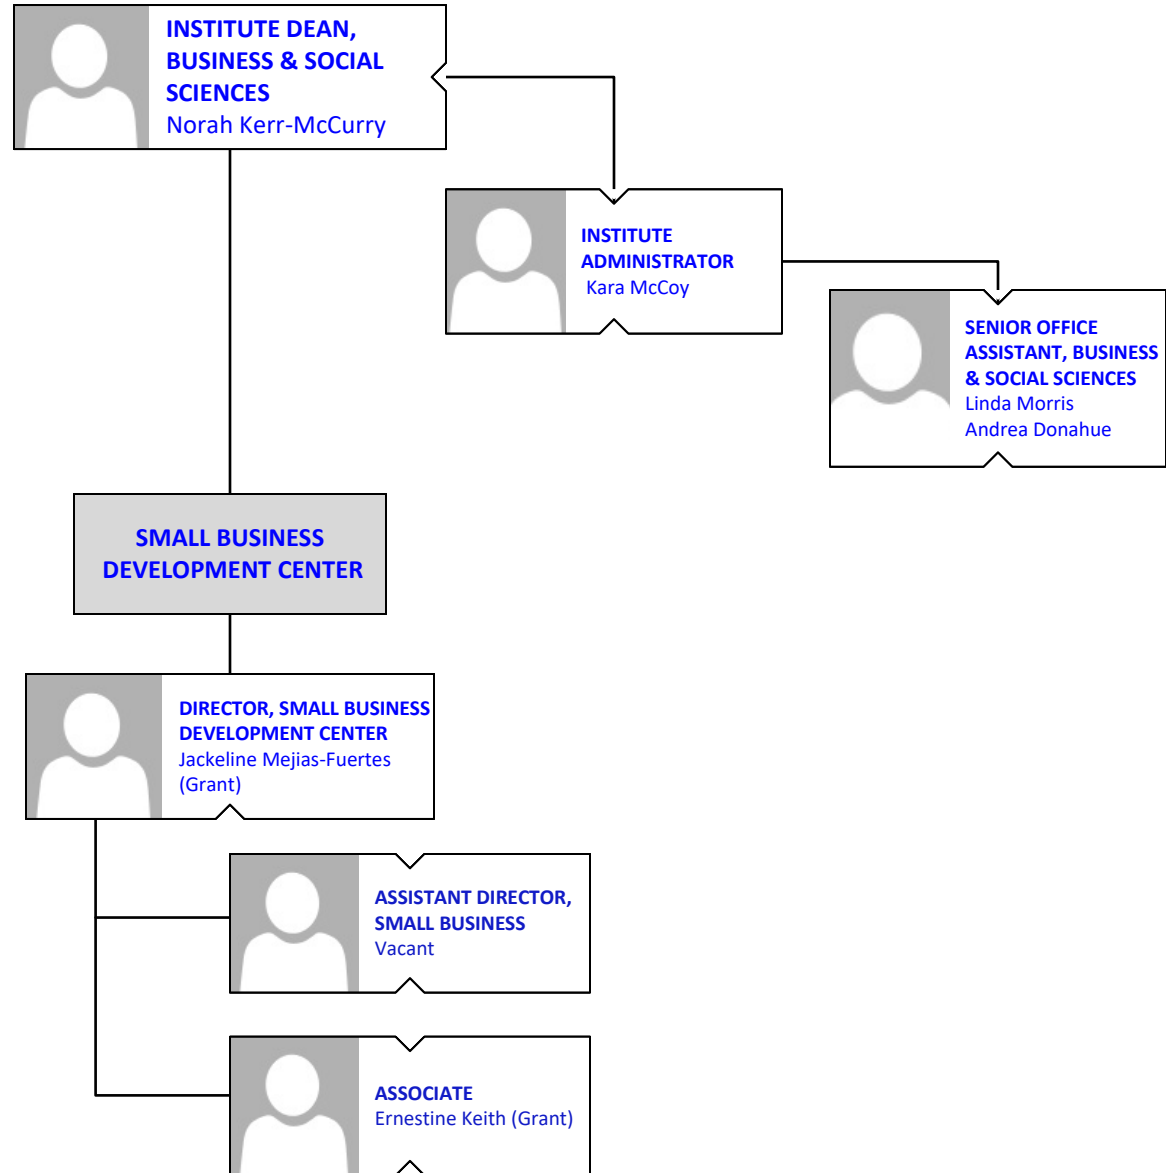 INSTITUTE DEAN,
BUSINESS & SOCIAL
SCIENCES
Norah Kerr-McCurry
INSTITUTE
ADMINISTRATOR
Kara McCoy
SENIOR OFFICE
ASSISTANT, BUSINESS
& SOCIAL SCIENCES
Linda Morris
Andrea Donahue
SMALL BUSINESS
DEVELOPMENT CENTER
DIRECTOR, SMALL BUSINESS
DEVELOPMENT CENTER
Jackeline Mejias-Fuertes
(Grant)
ASSISTANT DIRECTOR,
SMALL BUSINESS
Vacant
ASSOCIATE
Ernestine Keith (Grant)